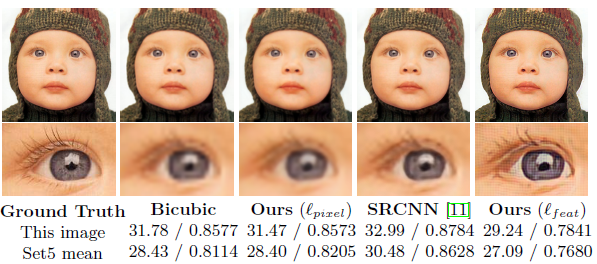 Ground Truth Bicubic Ours (ℓpixel) SRCNN [11] Ours (ℓfeat)
This image 31.78 / 0.8577 31.47 / 0.8573 32.99 / 0.8784 29.24 / 0.7841
Set5 mean 28.43 / 0.8114 28.40 / 0.8205 30.48 / 0.8628 27.09 / 0.7680